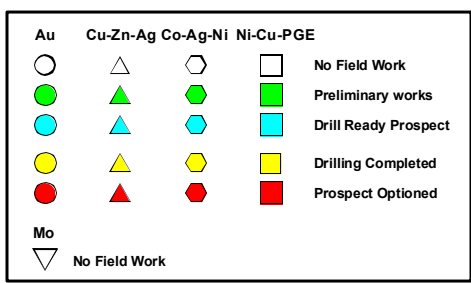 Au Cu-Zn-Ag Co-Ag-Ni Ni-Cu-PGE
No Field Work
Preliminary works
Drill Ready Prospect
Drilling Completed
Prospect Optioned
Mo
No Field Work